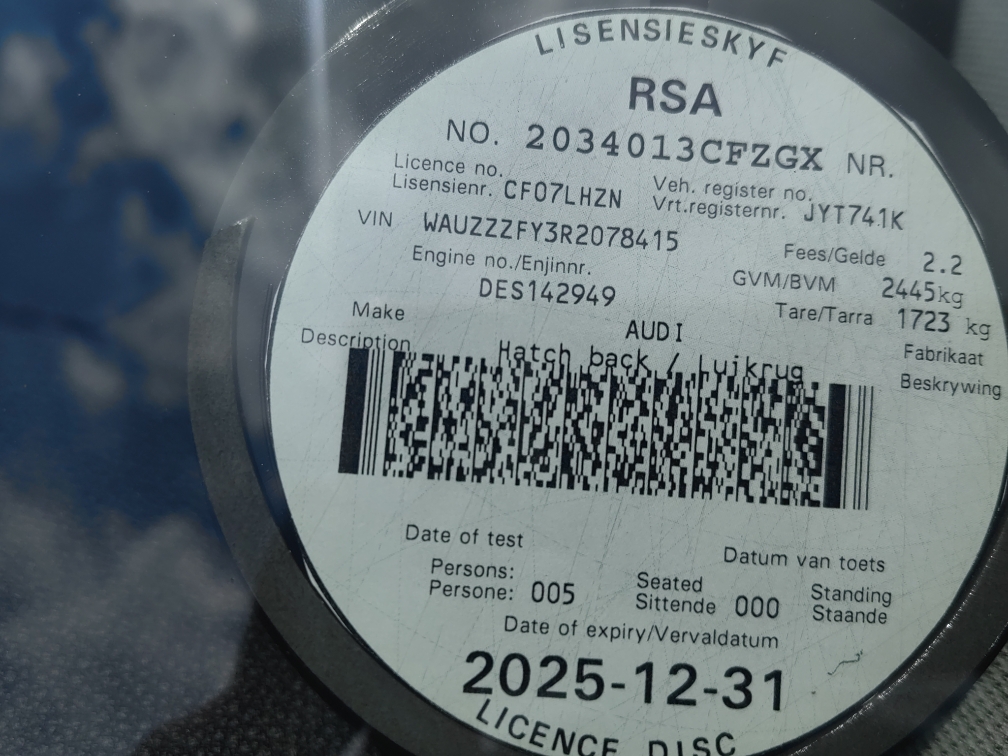 LISENSIESKYF
RSA
NO. 2034013CFZGX NR.
Licence no.
Lisensienr. CF07LHZN
Veh. register no.
Vrt.registernr. JYT741K
VIN WAUZZZFY3R2078415
Fees/Gelde 2.2
Engine no./Enjinnr.
DES142949
GVM/BVM 2445kg
Tare/Tarra 1723 kg
Make AUDI Fabrikaat
Description Hatch back / Luikrug Beskrywing
Date of test Datum van toets
Persons:
Persone: 005
Seated
Sittende 000
Standing
Staande
Date of expiry/Vervaldatum
2025-12-31
LICENCE DISC